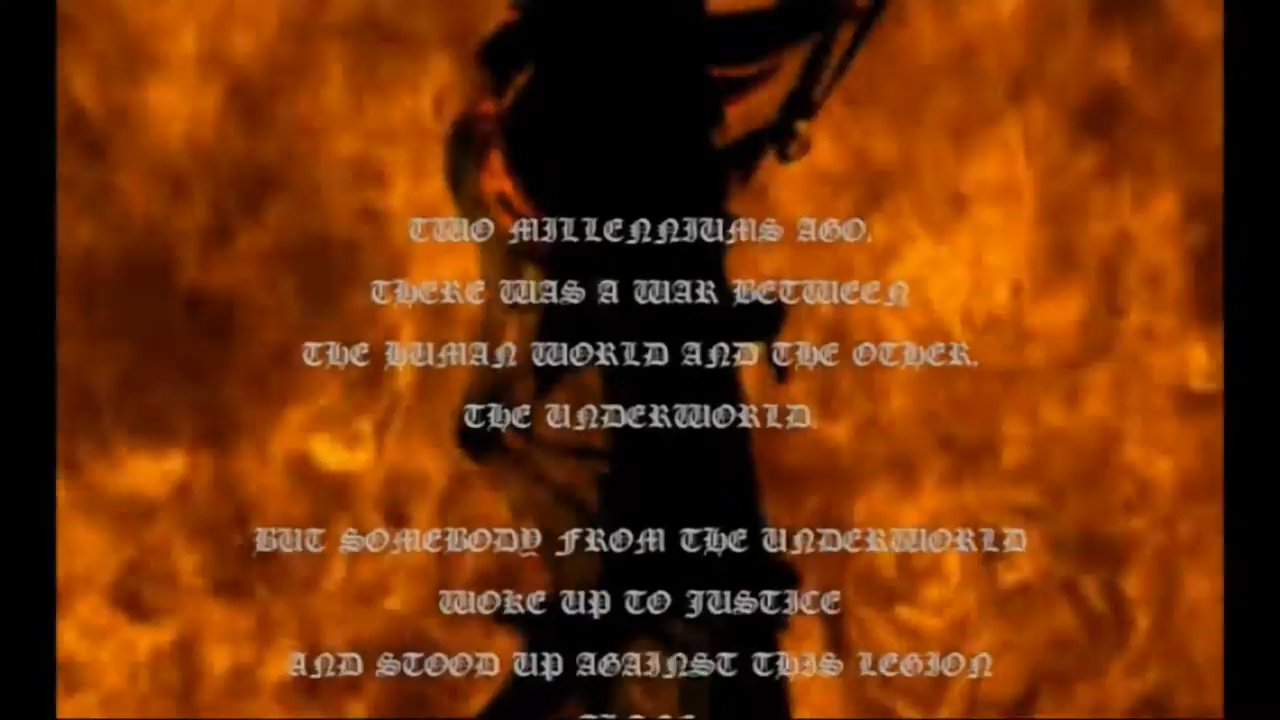 TWO MILLENNIUMS AGO,
THERE WAS A WAR BETWEEN
THE HUMAN WORLD AND THE OTHER,
THE UNDERWORLD.
BUT SOMEBODY FROM THE UNDERWORLD
WOKE UP TO JUSTICE
AND STOOD UP AGAINST THIS LEGION